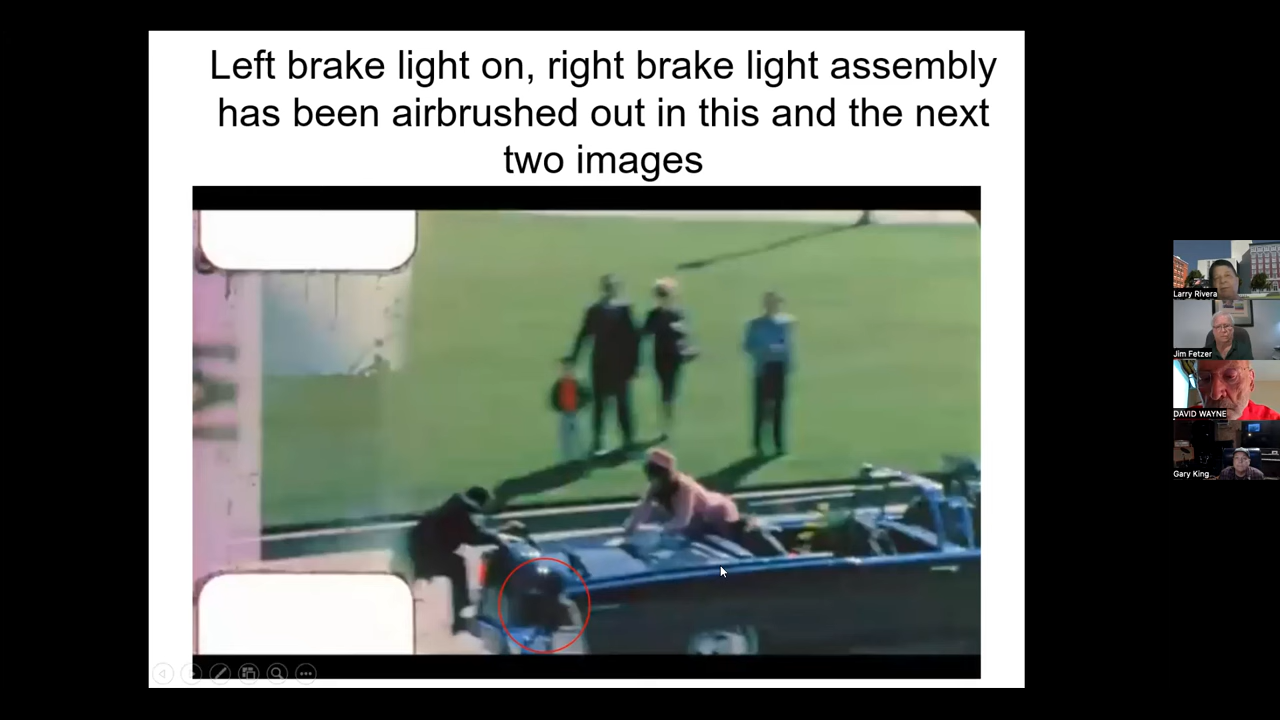 Left brake light on, right brake light assembly
has been airbrushed out in this and the next
two images
Larry Rivera
Jim Fetzer
DAVID WAYNE
Gary King